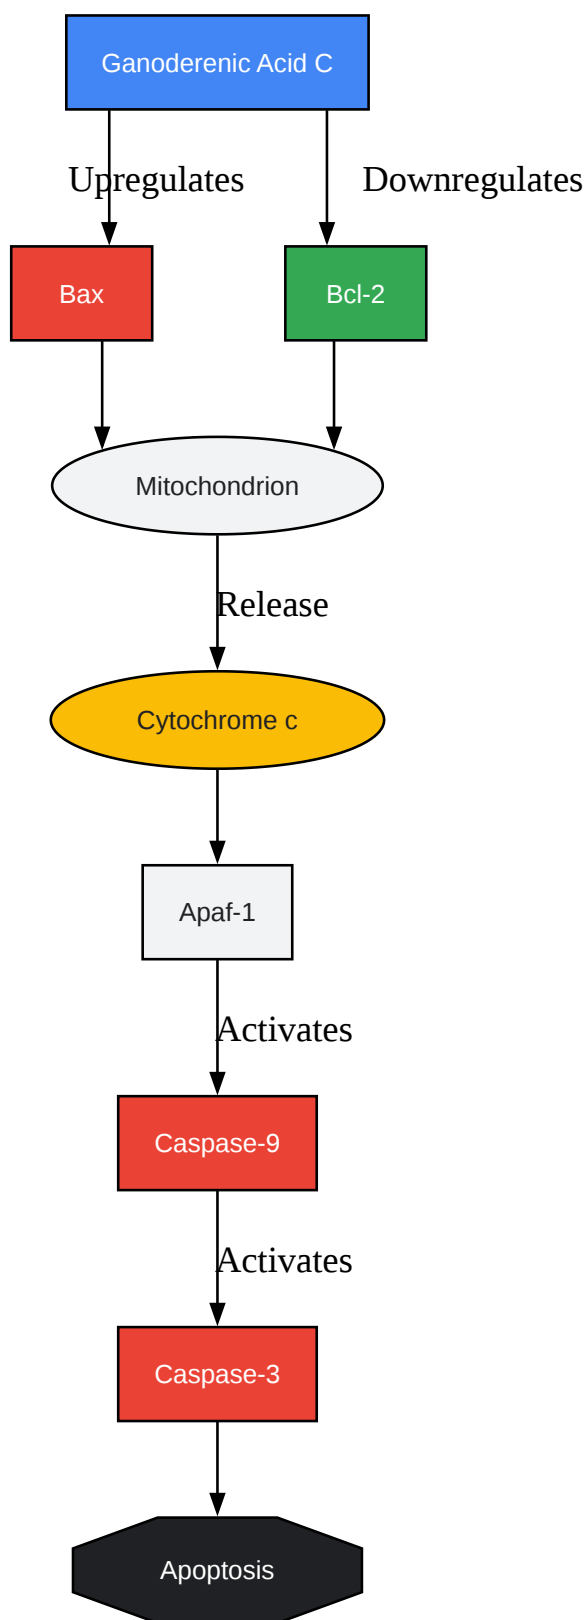 Ganoderenic Acid C
Upregulates
Downregulates
Bax
Bcl-2
Mitochondrion
Release
Cytochrome c
Apaf-1
Activates
Caspase-9
Activates
Caspase-3
Apoptosis